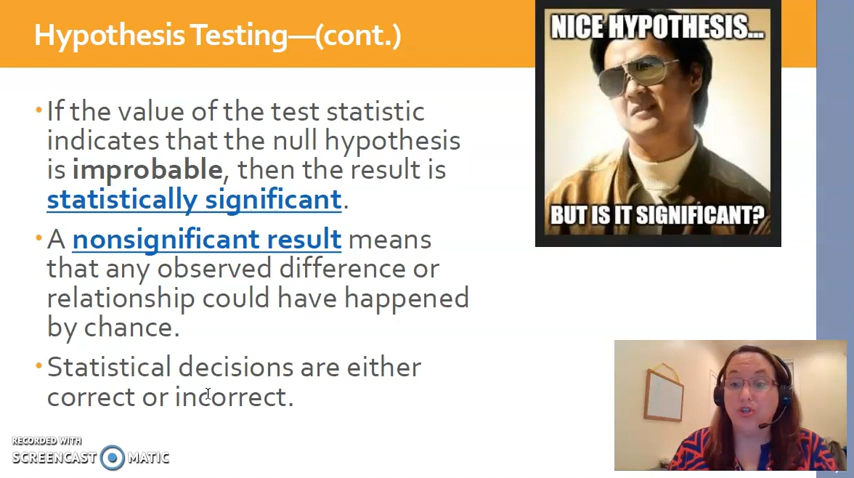 Hypothesis Testing—(cont.)
NICE HYPOTHESIS...
BUT IS IT SIGNIFICANT?
•If the value of the test statistic
indicates that the null hypothesis
is improbable, then the result is
statistically significant.
•A nonsignificant result means
that any observed difference or
relationship could have happened
by chance.
•Statistical decisions are either
correct or incorrect.
RECORDED WITH
SCREENCAST MATIC